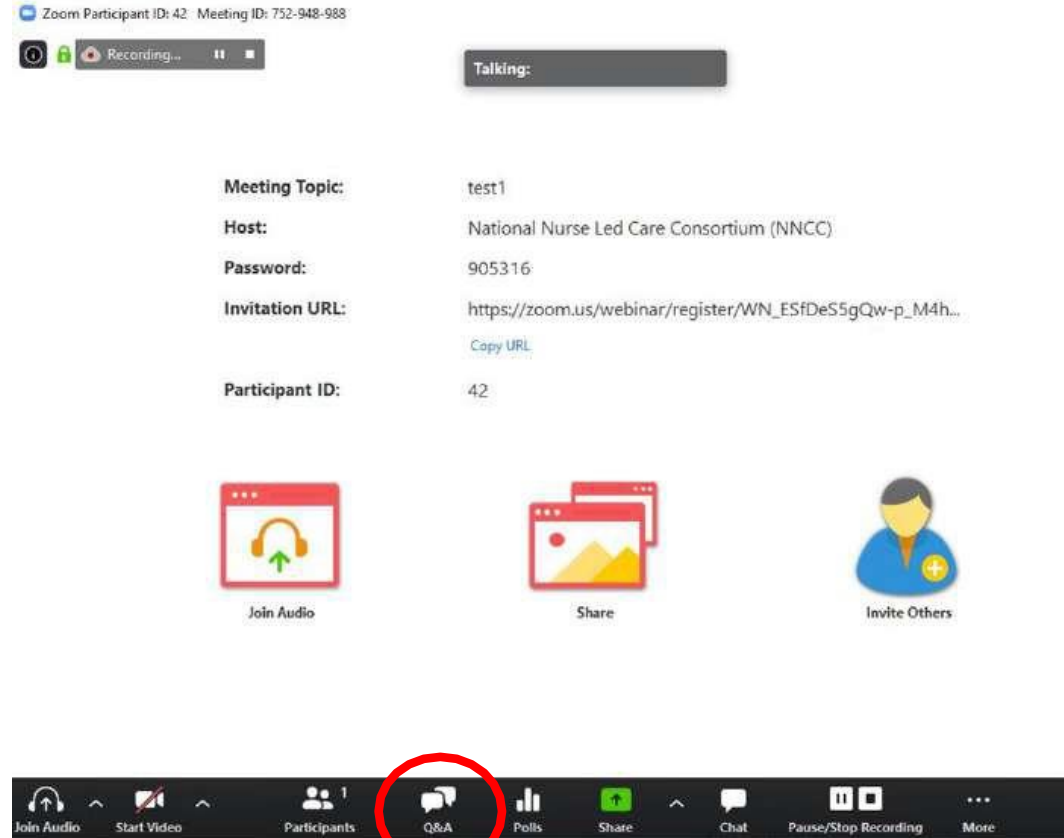 Zoom Participant ID: 42 Meeting ID: 752-948-988
Recording...
Talking:
Meeting Topic: test1
Host: National Nurse Led Care Consortium (NNCC)
Password: 905316
Invitation URL: https://zoom.us/webinar/register/WN_ESfDeS5gQw-p_M4h...
Copy URL
Participant ID: 42
Join Audio Share Invite Others
1
Join Audio Start Video Participants Q&A Polls Share Chat Pause/Stop Recording More